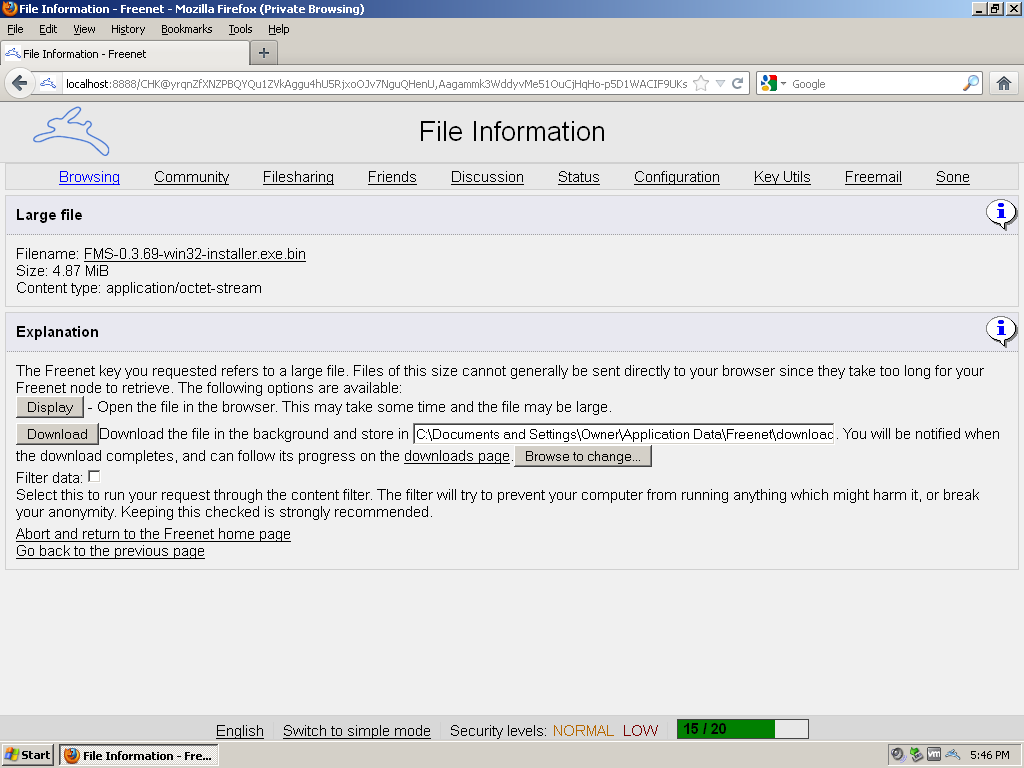 File Information - Freenet - Mozilla Firefox (Private Browsing)
File Edit View History Bookmarks Tools Help
File Information - Freenet
localhost:8888/CHK@yrqnZfXNZPBQYQu1ZVkAggu4hU5RjxoOJv7NguQHenU,Aagammk3WddyvMe51OuCjHqHo-p5D1WACIF9UKs Google
File Information
Browsing Community Filesharing Friends Discussion Status Configuration Key Utils Freemail Sone
Large file
Filename: FMS-0.3.69-win32-installer.exe.bin
Size: 4.87 MiB
Content type: application/octet-stream
Explanation
The Freenet key you requested refers to a large file. Files of this size cannot generally be sent directly to your browser since they take too long for your
Freenet node to retrieve. The following options are available:
Display - Open the file in the browser. This may take some time and the file may be large.
Download Download the file in the background and store in C:\Documents and Settings\Owner\Application Data\Freenet\downloac . You will be notified when
the download completes, and can follow its progress on the downloads page. Browse to change...
Filter data:
Select this to run your request through the content filter. The filter will try to prevent your computer from running anything which might harm it, or break
your anonymity. Keeping this checked is strongly recommended.
Abort and return to the Freenet home page
Go back to the previous page
English Switch to simple mode Security levels: NORMAL LOW 15 / 20
Start File Information - Fre... 5:46 PM